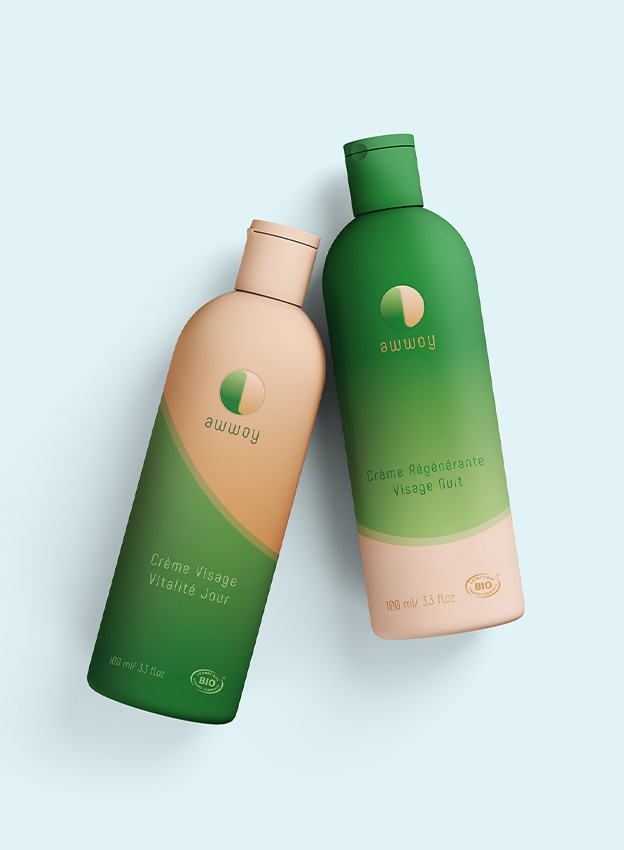 awwoy
Crème Visage
Vitalité Jour
100 ml/ 3.3 fl.oz
BIO
awwoy
Crème Régénérante
Visage Nuit
100 ml/ 3.3 fl.oz
BIO